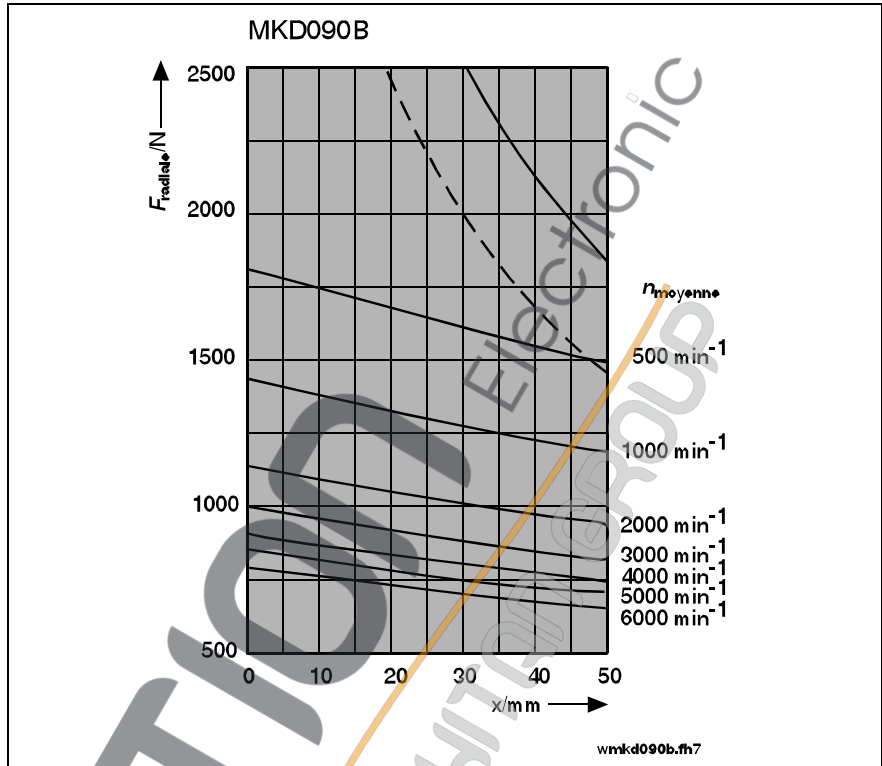 MKD090B
2500
2000
1500
1000
500
F radiale/N
0 10 20 30 40 50
x/mm
n moyenne
500 min-1
1000 min-1
2000 min-1
3000 min-1
4000 min-1
5000 min-1
6000 min-1
wmkd090b.fh7
Electronic
GROUP